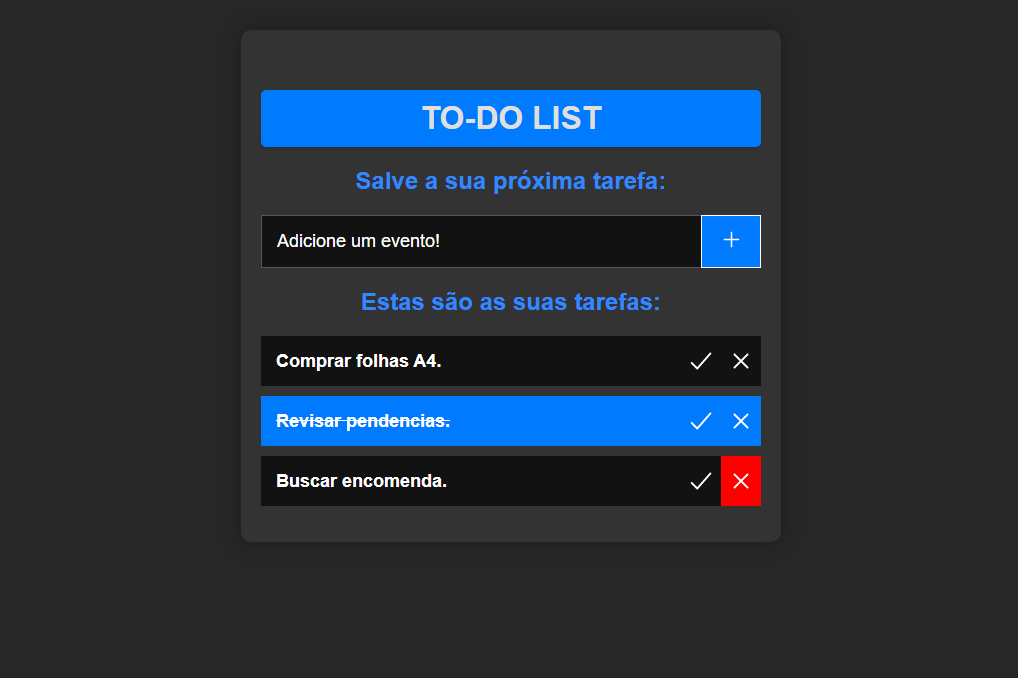 TO-DO LIST
Salve a sua próxima tarefa:
Adicione um evento!
Estas são as suas tarefas:
Comprar folhas A4.
Revisar pendencias.
Buscar encomenda.